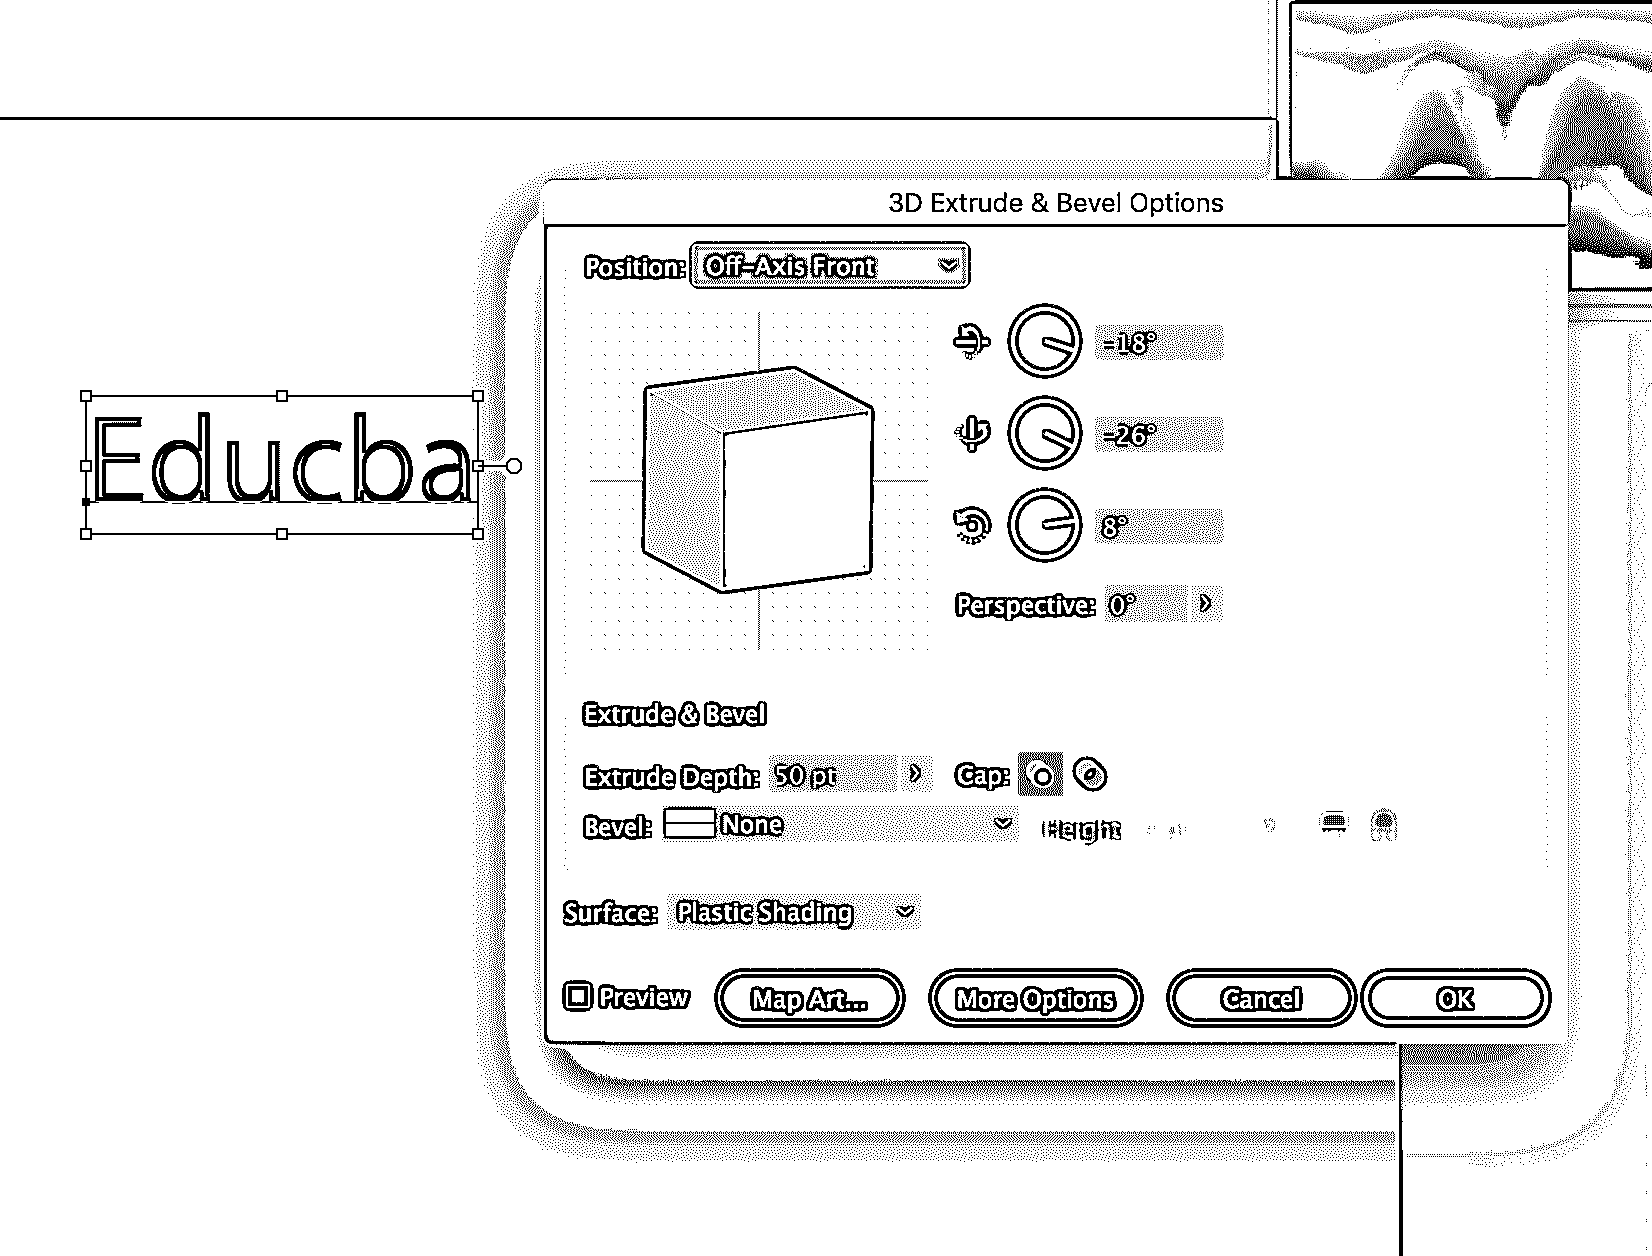 3D Extrude & Bevel Options
Position: Off-Axis Front
-18°
-26°
8°
Perspective: 0°
Educba
Extrude & Bevel
Extrude Depth: 50 pt Cap:
Bevel: None Height
Surface: Plastic Shading
Preview Map Art... More Options Cancel OK